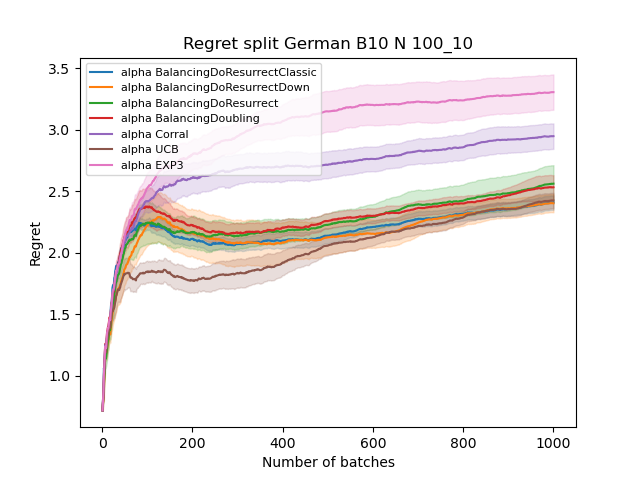 Regret split German B10 N 100_10
3.5
3.0
2.5
2.0
1.5
1.0
Regret
alpha BalancingDoResurrectClassic
alpha BalancingDoResurrectDown
alpha BalancingDoResurrect
alpha BalancingDoubling
alpha Corral
alpha UCB
alpha EXP3
0 200 400 600 800 1000
Number of batches